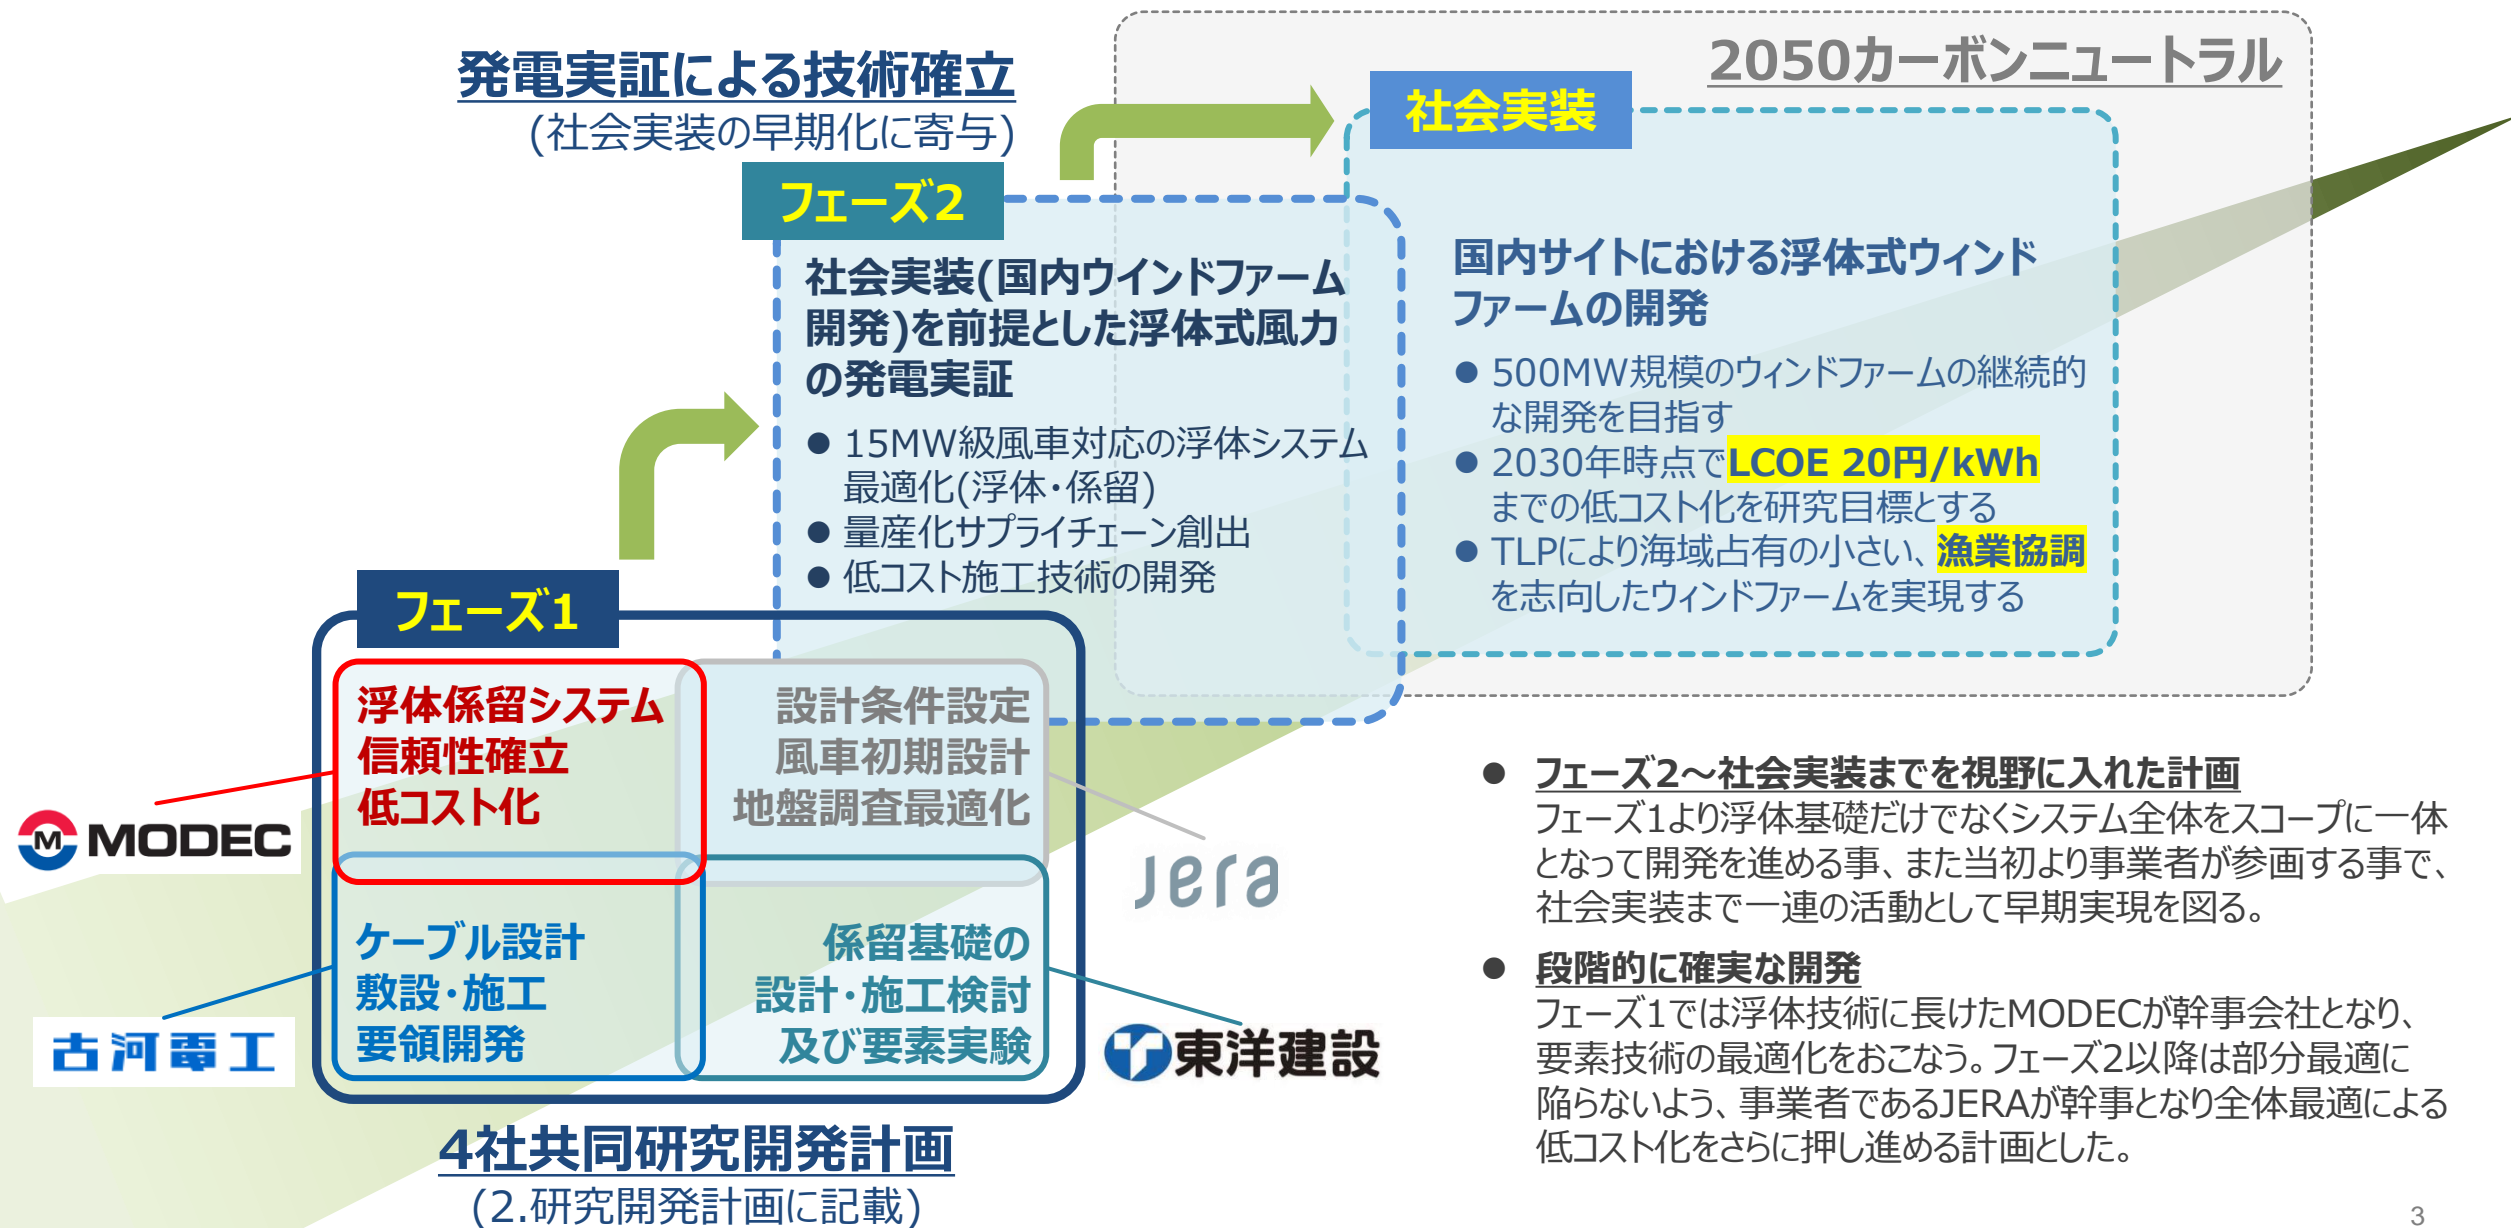 2050カーボンニュートラル
発電実証による技術確立
(社会実装の早期化に寄与)
社会実装
国内サイトにおける浮体式ウィンド
ファームの開発
● 500MW規模のウィンドファームの継続的
な開発を目指す
● 2030年時点でLCOE 20円/kWh
までの低コスト化を研究目標とする
● TLPにより海域占有の小さい、漁業協調
を志向したウィンドファームを実現する
フェーズ2
社会実装(国内ウインドファーム
開発)を前提とした浮体式風力
の発電実証
● 15MW級風車対応の浮体システム
最適化(浮体・係留)
● 量産化サプライチェーン創出
● 低コスト施工技術の開発
フェーズ1
浮体係留システム
信頼性確立
低コスト化
設計条件設定
風車初期設計
地盤調査最適化
ケーブル設計
敷設・施工
要領開発
係留基礎の
設計・施工検討
及び要素実験
M MODEC
Jera
古河電工
東洋建設
4社共同研究開発計画
(2.研究開発計画に記載)
● フェーズ2～社会実装までを視野に入れた計画
フェーズ1より浮体基礎だけでなくシステム全体をスコープに一体
となって開発を進める事、また当初より事業者が参画する事で、
社会実装まで一連の活動として早期実現を図る。
● 段階的に確実な開発
フェーズ1では浮体技術に長けたMODECが幹事会社となり、
要素技術の最適化をおこなう。フェーズ2以降は部分最適に
陥らないよう、事業者であるJERAが幹事となり全体最適による
低コスト化をさらに押し進める計画とした。
3